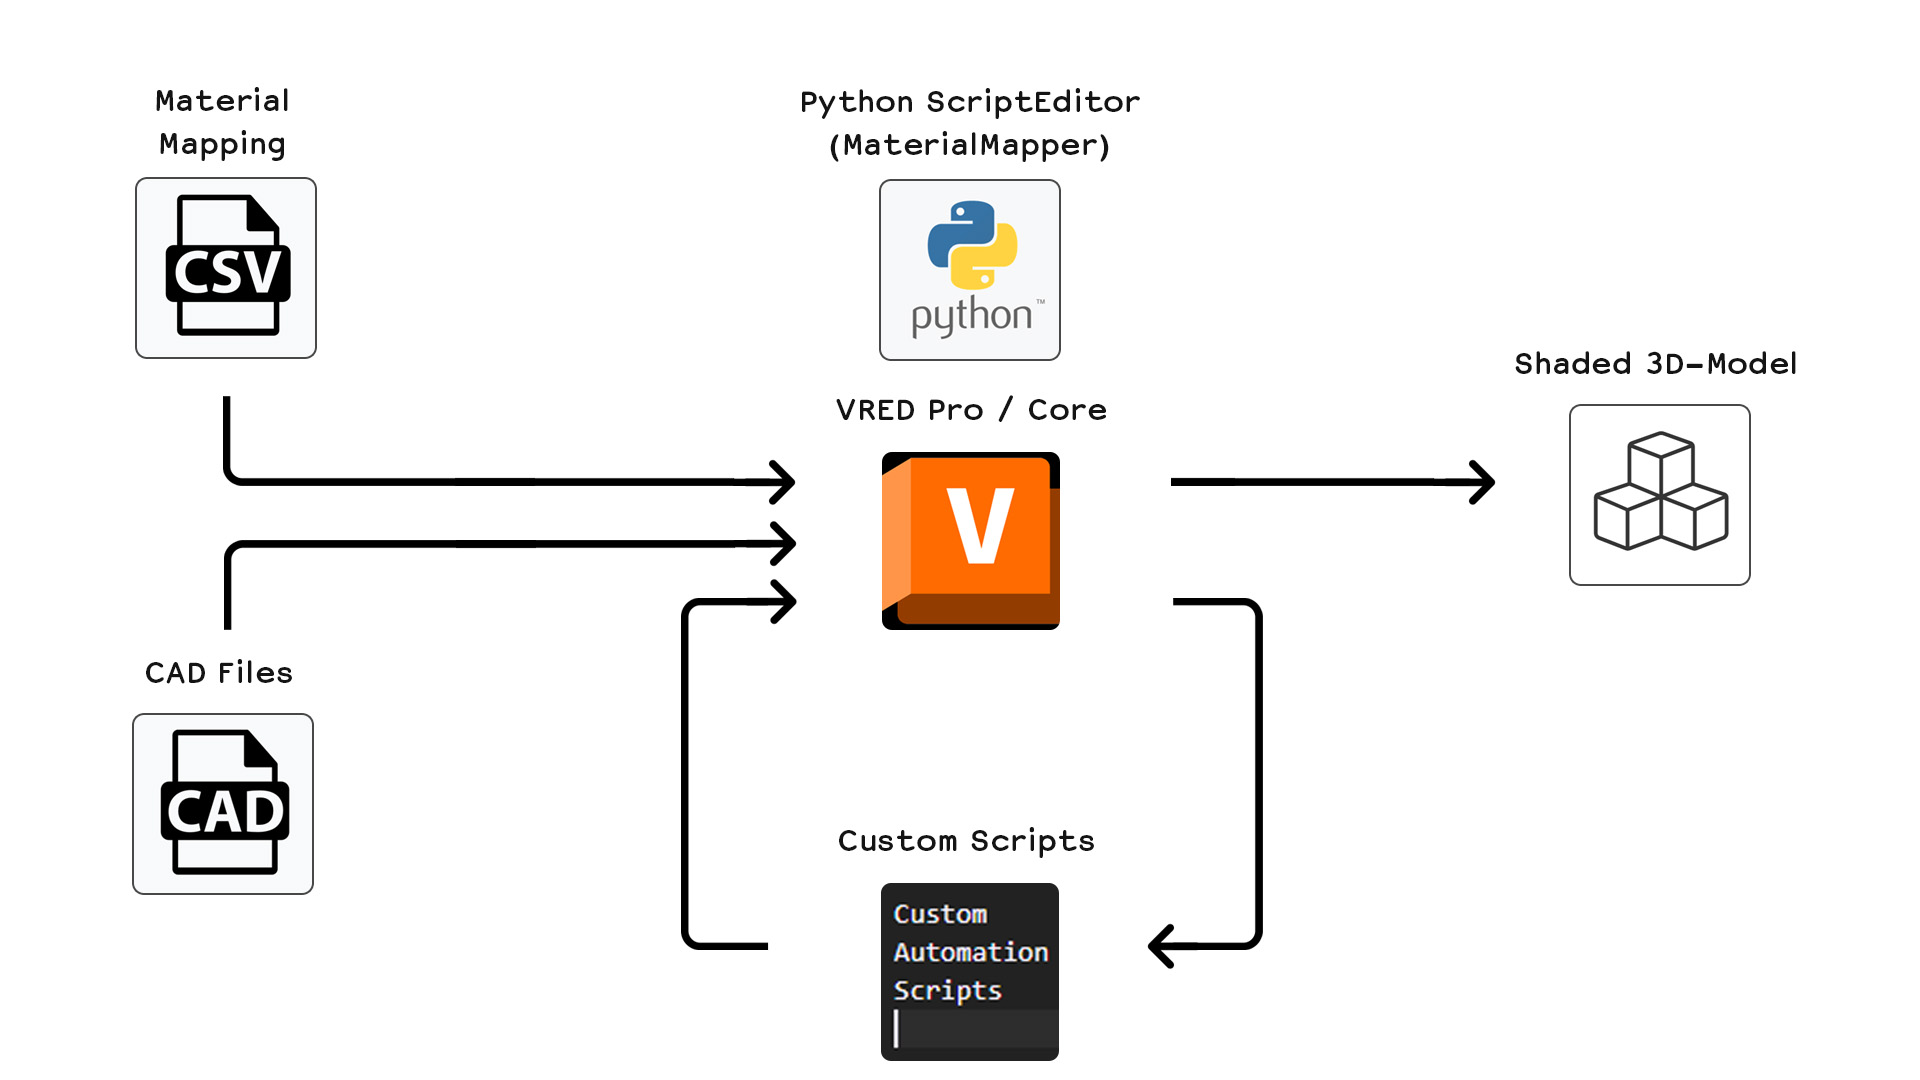 Material
Mapping
CSV
Python ScriptEditor
(MaterialMapper)
python™
VRED Pro / Core
V
Shaded 3D-Model
CAD Files
CAD
Custom Scripts
Custom
Automation
Scripts